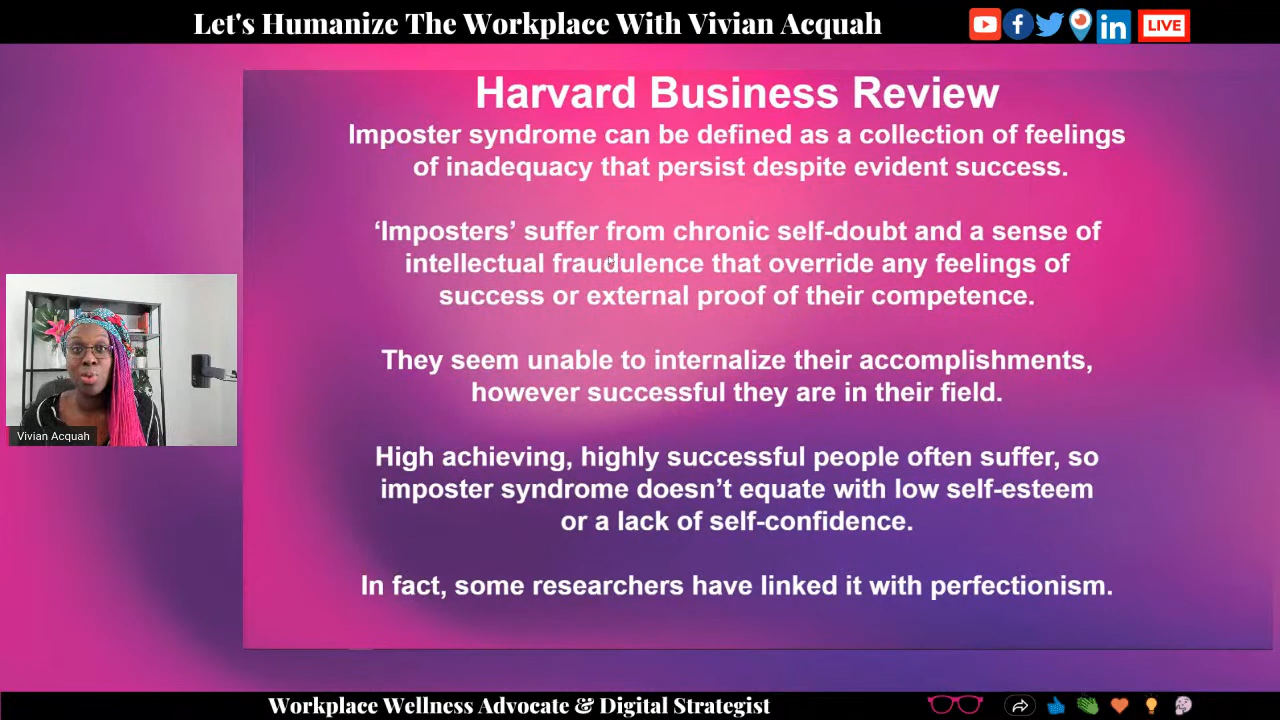 Let's Humanize The Workplace With Vivian Acquah
LIVE
Harvard Business Review
Imposter syndrome can be defined as a collection of feelings
of inadequacy that persist despite evident success.
‘Imposters’ suffer from chronic self-doubt and a sense of
intellectual fraudulence that override any feelings of
success or external proof of their competence.
They seem unable to internalize their accomplishments,
however successful they are in their field.
High achieving, highly successful people often suffer, so
imposter syndrome doesn’t equate with low self-esteem
or a lack of self-confidence.
In fact, some researchers have linked it with perfectionism.
Vivian Acquah
Workplace Wellness Advocate & Digital Strategist